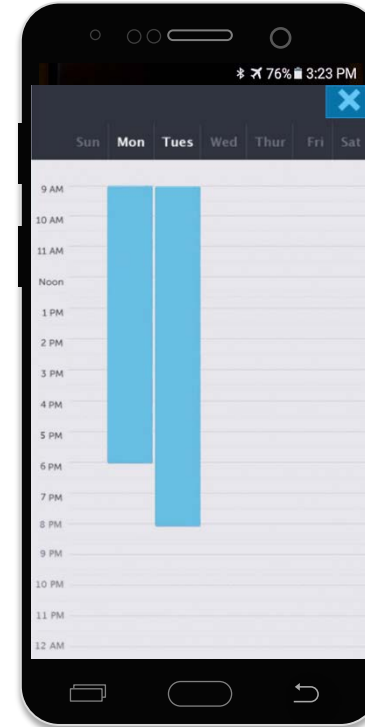 76% 3:23 PM
Sun Mon Tues Wed Thur Fri Sat
9 AM
10 AM
11 AM
Noon
1 PM
2 PM
3 PM
4 PM
5 PM
6 PM
7 PM
8 PM
9 PM
10 PM
11 PM
12 AM